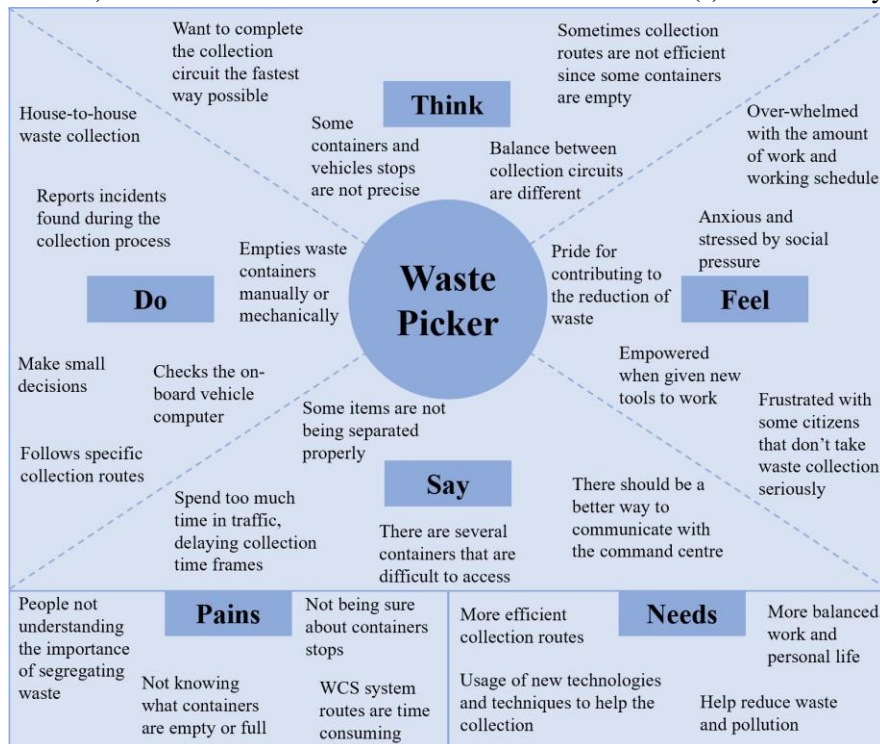 Want to complete
the collection
circuit the fastest
way possible
Think
Sometimes collection
routes are not efficient
since some containers
are empty
Some
containers and
vehicles stops
are not precise
Balance between
collection circuits
are different
House-to-house
waste collection
Reports incidents
found during the
collection process
Empties waste
containers
manually or
mechanically
Do
Make small
decisions
Checks the on-
board vehicle
computer
Follows specific
collection routes
Waste
Picker
Over-whelmed
with the amount
of work and
working schedule
Anxious and
stressed by social
pressure
Pride for
contributing to
the reduction of
waste
Feel
Empowered
when given new
tools to work
Frustrated with
some citizens
that don’t take
waste collection
seriously
Some items are not
being separated
properly
Say
Spend too much
time in traffic,
delaying collection
time frames
There are several
containers that are
difficult to access
There should be a
better way to
communicate with
the command centre
People not
understanding
the importance
of segregating
waste
Pains
Not being sure
about containers
stops
Not knowing
what containers
are empty or full
WCS system
routes are time
consuming
More efficient
collection routes
Needs
More balanced
work and
personal life
Usage of new technologies
and techniques to help the
collection
Help reduce waste
and pollution